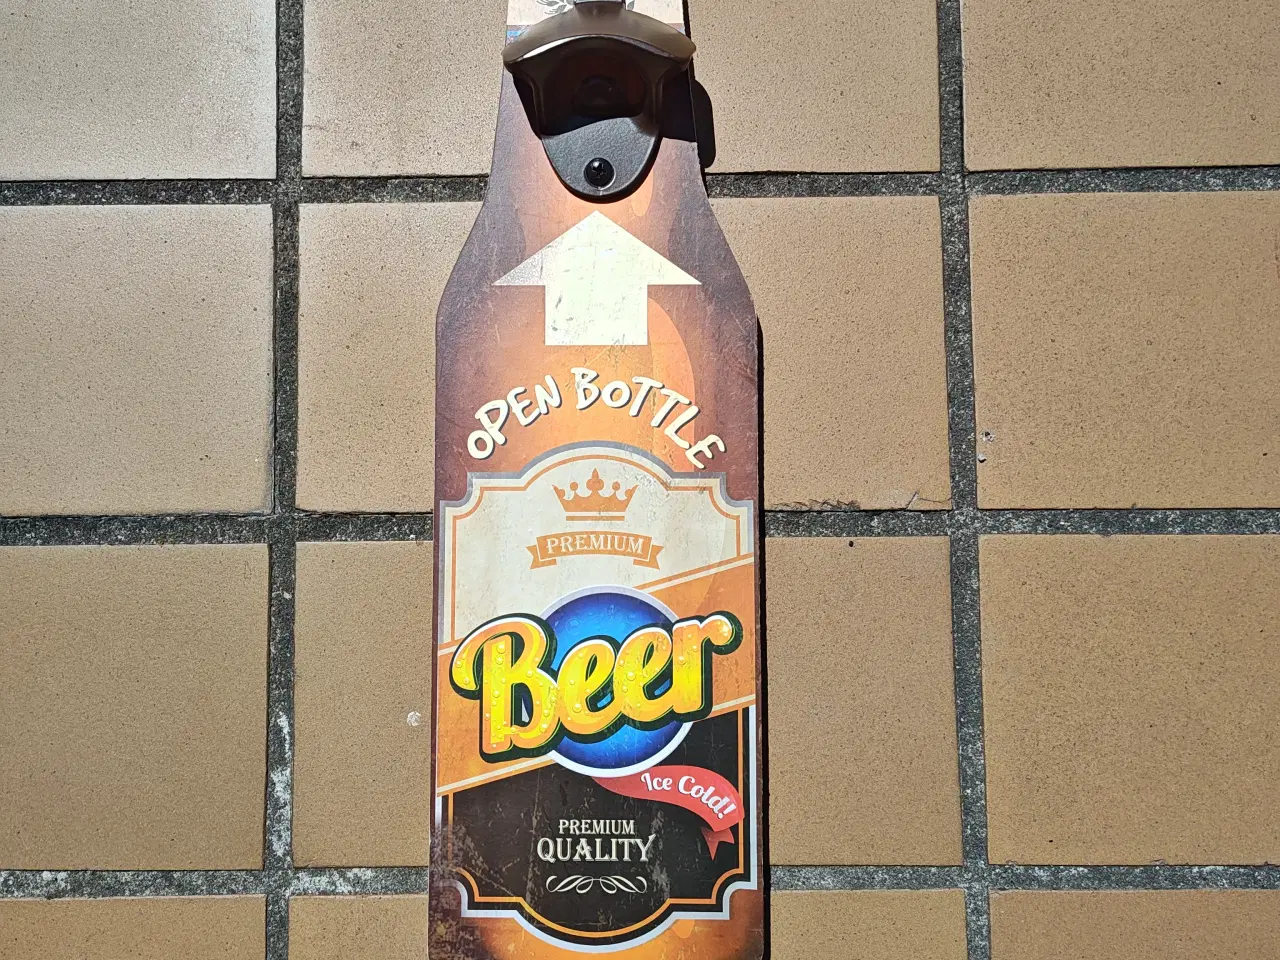 OPEN BOTTLE
PREMIUM
Beer
Ice Cold!
PREMIUM
QUALITY